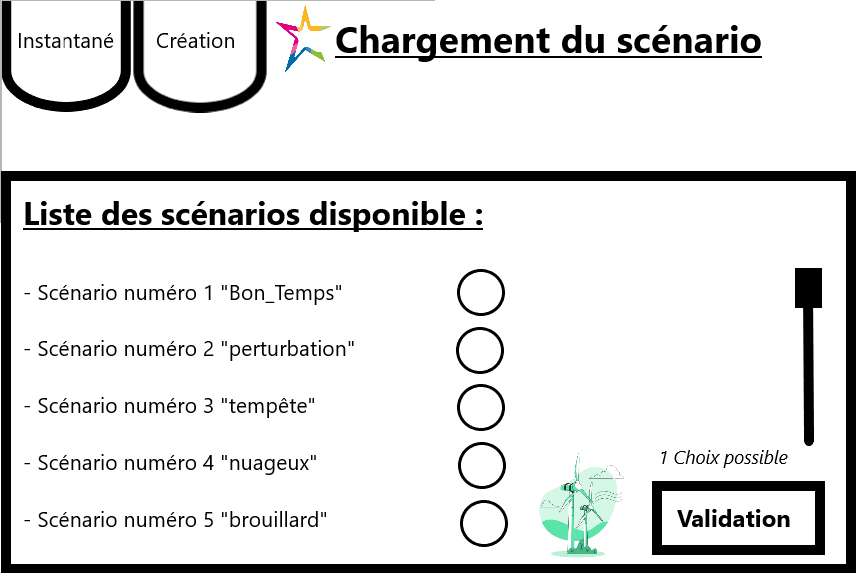 Instantané
Création
Chargement du scénario
Liste des scénarios disponible :
- Scénario numéro 1 "Bon_Temps"
- Scénario numéro 2 "perturbation"
- Scénario numéro 3 "tempête"
- Scénario numéro 4 "nuageux"
- Scénario numéro 5 "brouillard"
1 Choix possible
Validation